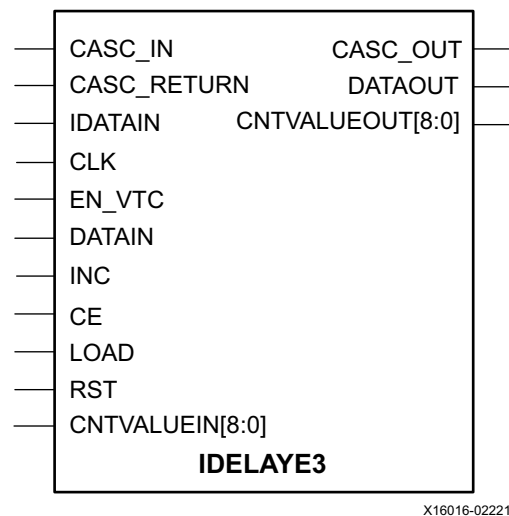 CASC_IN CASC_OUT
CASC_RETURN DATAOUT
IDATAIN CNTVALUEOUT[8:0]
CLK
EN_VTC
DATAIN
INC
CE
LOAD
RST
CNTVALUEIN[8:0]
IDELAYE3
X16016-02221